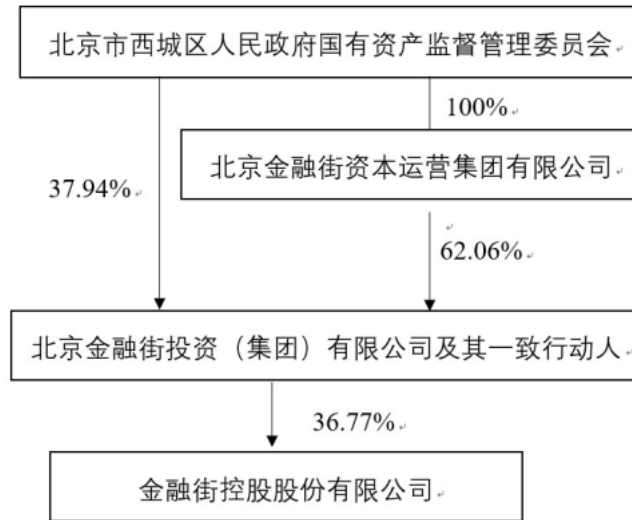 北京市西城区人民政府国有资产监督管理委员会
100%
北京金融街资本运营集团有限公司
37.94%
62.06%
北京金融街投资（集团）有限公司及其一致行动人
36.77%
金融街控股股份有限公司